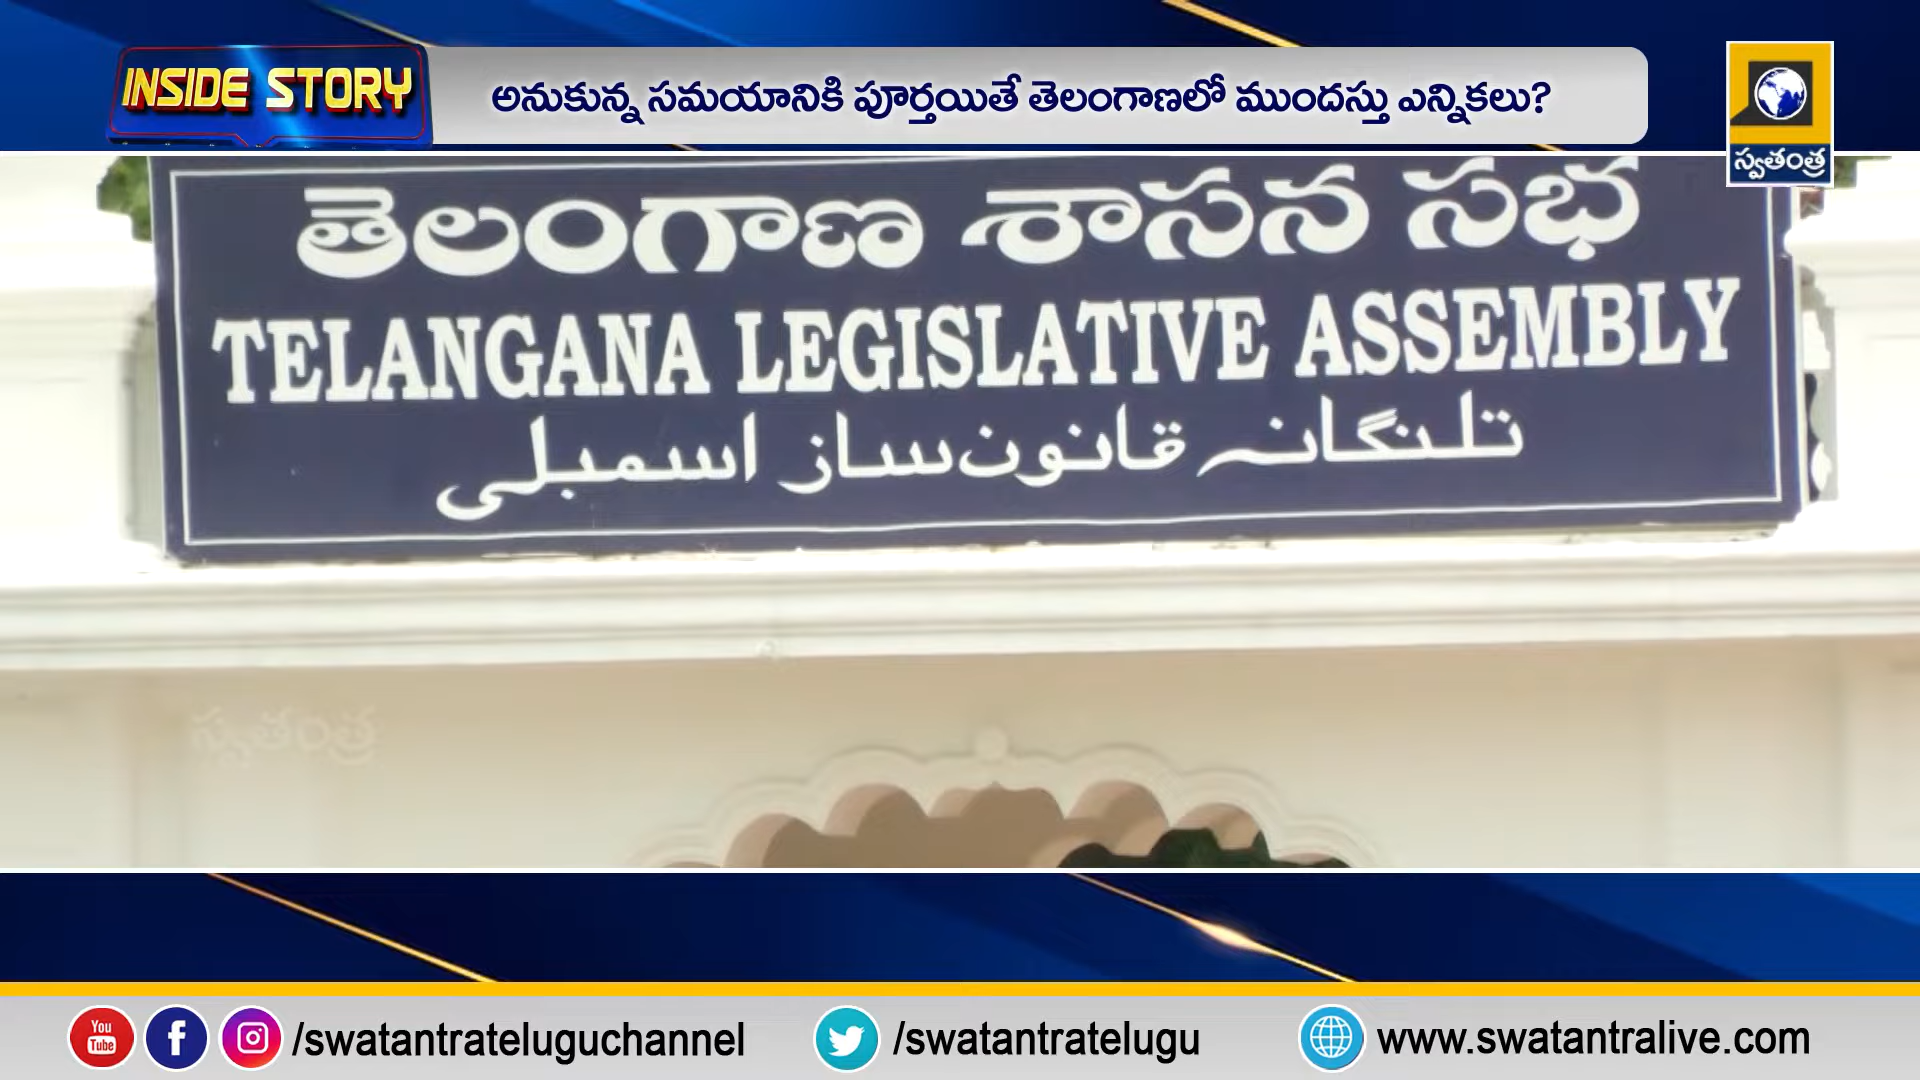 INSIDE STORY
అనుకున్న సమయానికి పూర్తయితే తెలంగాణలో ముందస్తు ఎన్నికలు?
స్వతంత్ర
తెలంగాణ శాసన సభ
TELANGANA LEGISLATIVE ASSEMBLY
تلنگانہ قانون ساز اسمبلی
స్వతంత్ర
You Tube /swatantrateluguchannel
/swatantratelugu
www.swatantralive.com